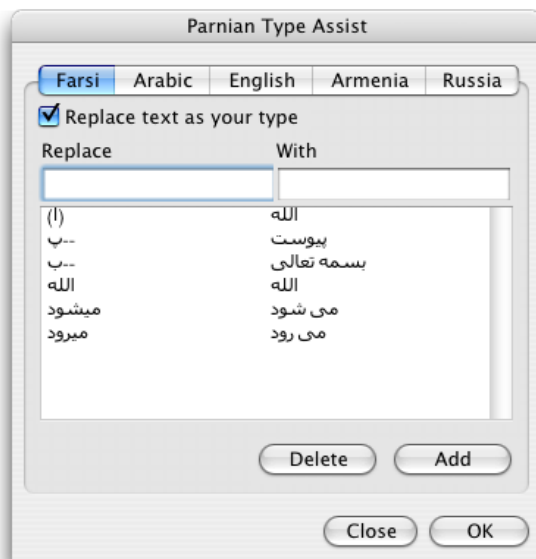 Parnian Type Assist
Farsi Arabic English Armenia Russia
Replace text as your type
Replace With
(ا) الله
--پ پیوست
--ب بسمه تعالی
الله الله
میشود می شود
میرود می رود
Delete Add
Close OK